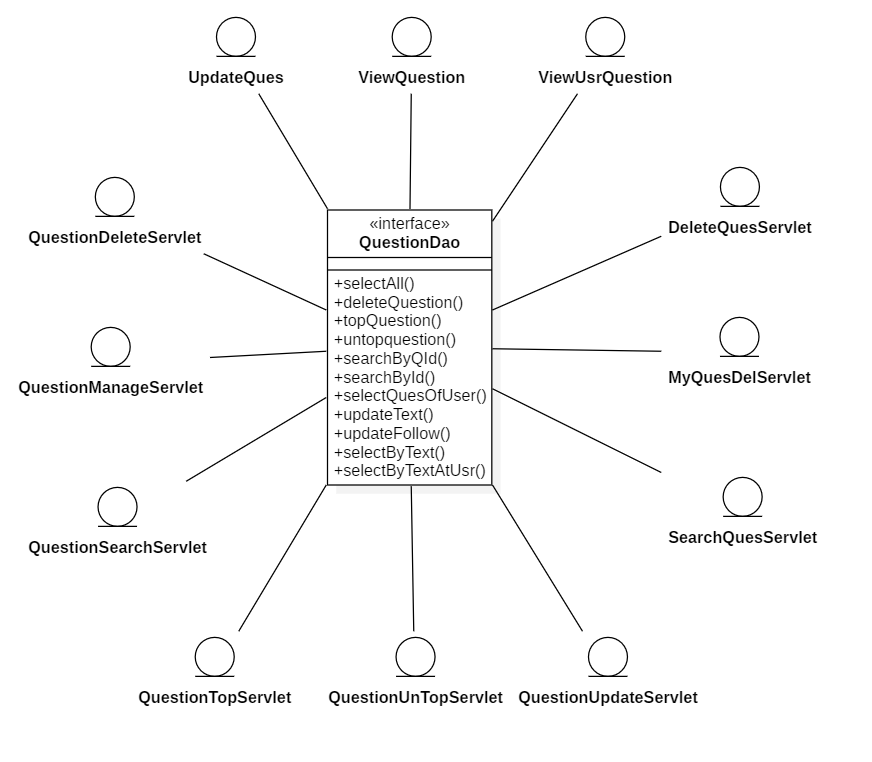 UpdateQues
ViewQuestion
ViewUsrQuestion
QuestionDeleteServlet
DeleteQuesServlet
«interface»
QuestionDao
+selectAll()
+deleteQuestion()
+topQuestion()
+untopquestion()
+searchByQId()
+searchById()
+selectQuesOfUser()
+updateText()
+updateFollow()
+selectByText()
+selectByTextAtUsr()
QuestionManageServlet
MyQuesDelServlet
QuestionSearchServlet
SearchQuesServlet
QuestionTopServlet
QuestionUnTopServlet
QuestionUpdateServlet